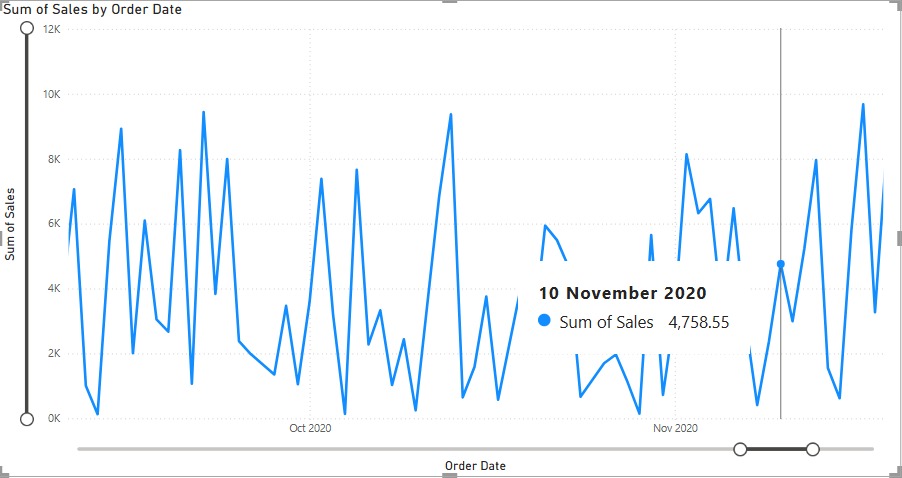 Sum of Sales by Order Date
12K
10K
8K
6K
4K
2K
0K
Sum of Sales
10 November 2020
Sum of Sales 4,758.55
Oct 2020 Nov 2020
Order Date